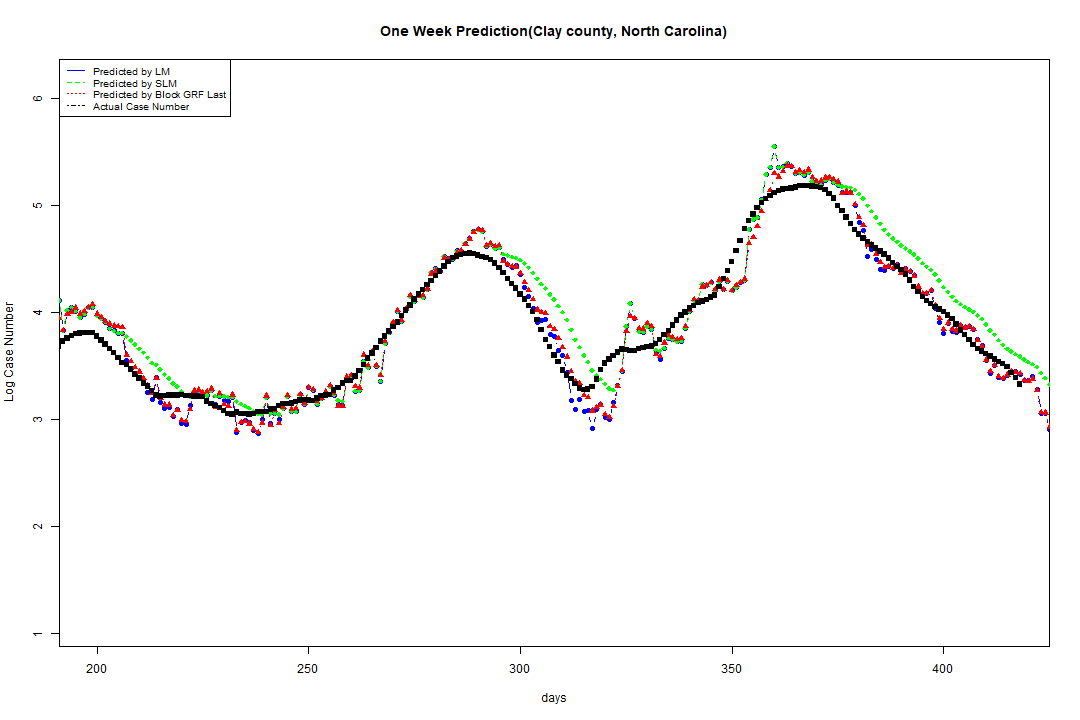 One Week Prediction(Clay county, North Carolina)
Predicted by LM
Predicted by SLM
Predicted by Block GRF Last
Actual Case Number
6
5
4
3
2
1
Log Case Number
200 250 300 350 400
days